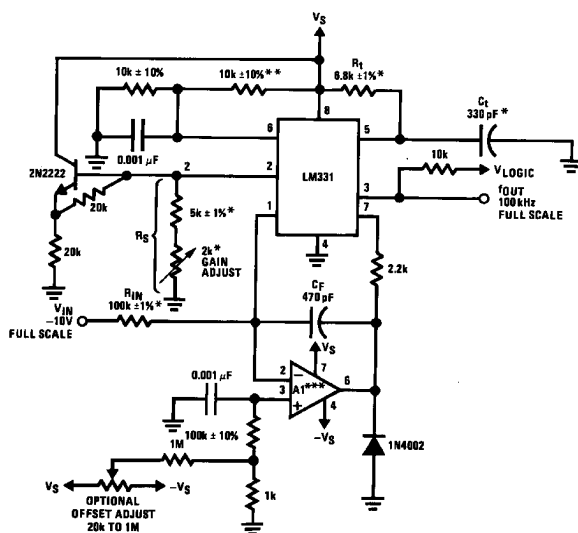 VS
10k ±10%
10k ±10%**
Rt
6.8k ±1%*
Ct
330 pF*
8
6
5
0.001 µF
LM331
10k
VLOGIC
2N2222
2
2
3
fOUT
100 kHz
FULL SCALE
20k
5k ±1%*
1
7
RS
4
20k
2k*
GAIN
ADJUST
2.2k
VIN
−10V
FULL SCALE
RIN
100k ±1%*
CF
470 pF
VS
0.001 µF
2
−
7
6
3
+
A1***
4
−VS
100k ±10%
1M
1N4002
VS
−VS
1k
OPTIONAL
OFFSET ADJUST
20k TO 1M